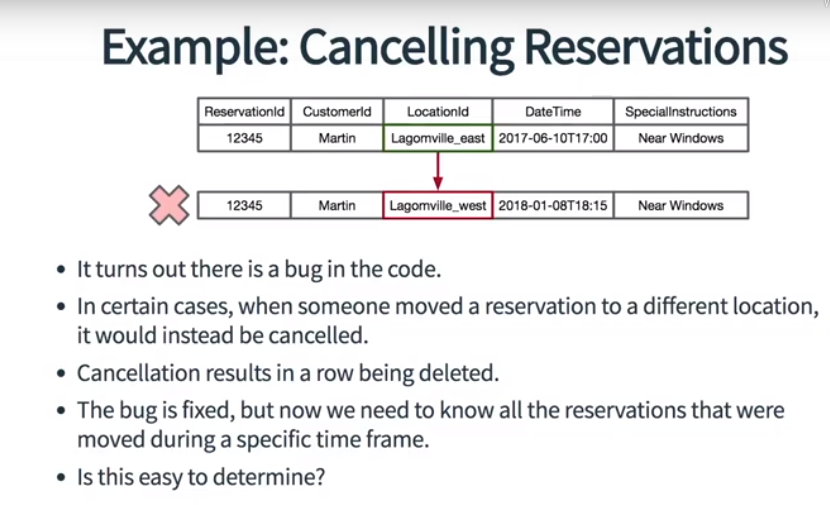 Example: Cancelling Reservations
ReservationId CustomerId LocationId DateTime SpecialInstructions
12345 Martin Lagomville_east 2017-06-10T17:00 Near Windows
12345 Martin Lagomville_west 2018-01-08T18:15 Near Windows
• It turns out there is a bug in the code.
• In certain cases, when someone moved a reservation to a different location,
it would instead be cancelled.
• Cancellation results in a row being deleted.
• The bug is fixed, but now we need to know all the reservations that were
moved during a specific time frame.
• Is this easy to determine?